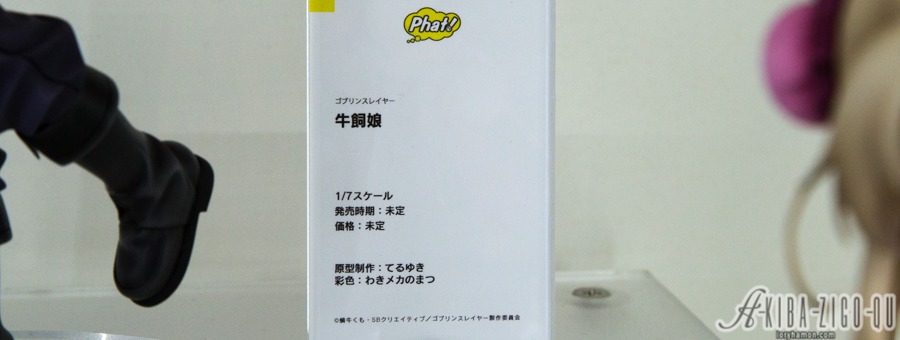 Phat!
ゴブリンスレイヤー
牛飼娘
1/7スケール
発売時期：未定
価格：未定
原型制作：てるゆき
彩色：わきメカのまつ
©蝸牛くも・SBクリエイティブ／ゴブリンスレイヤー製作委員会
AKIBA-ZIGO-QU
toryhamon.com